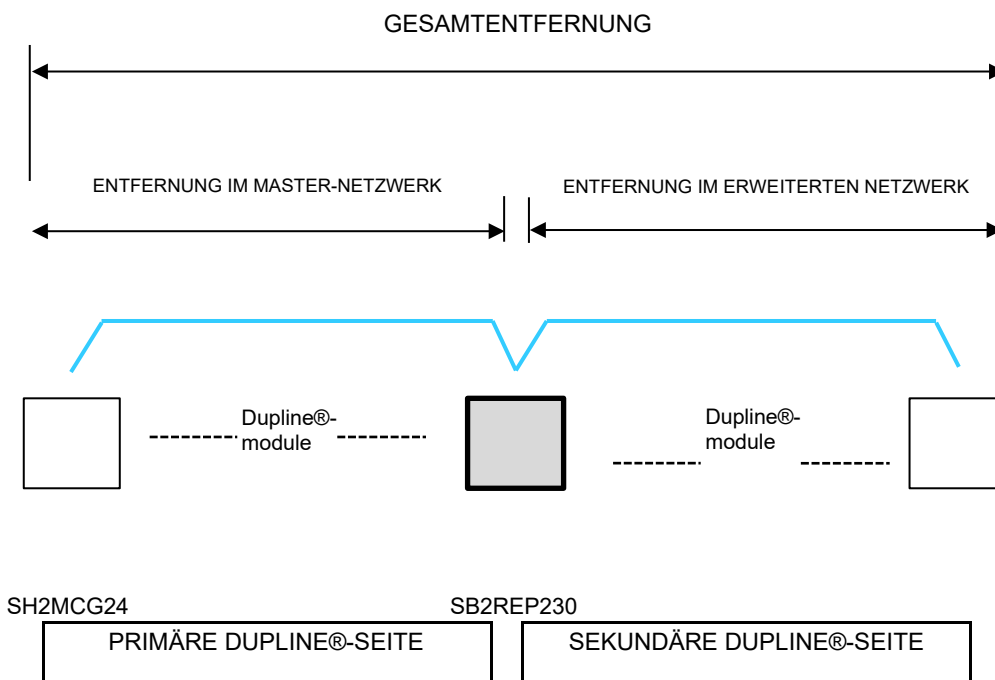 GESAMTENTFERNUNG
ENTFERNUNG IM MASTER-NETZWERK
ENTFERNUNG IM ERWEITERTEN NETZWERK
Dupline®-
module
Dupline®-
module
SH2MCG24
SB2REP230
PRIMÄRE DUPLINE®-SEITE
SEKUNDÄRE DUPLINE®-SEITE